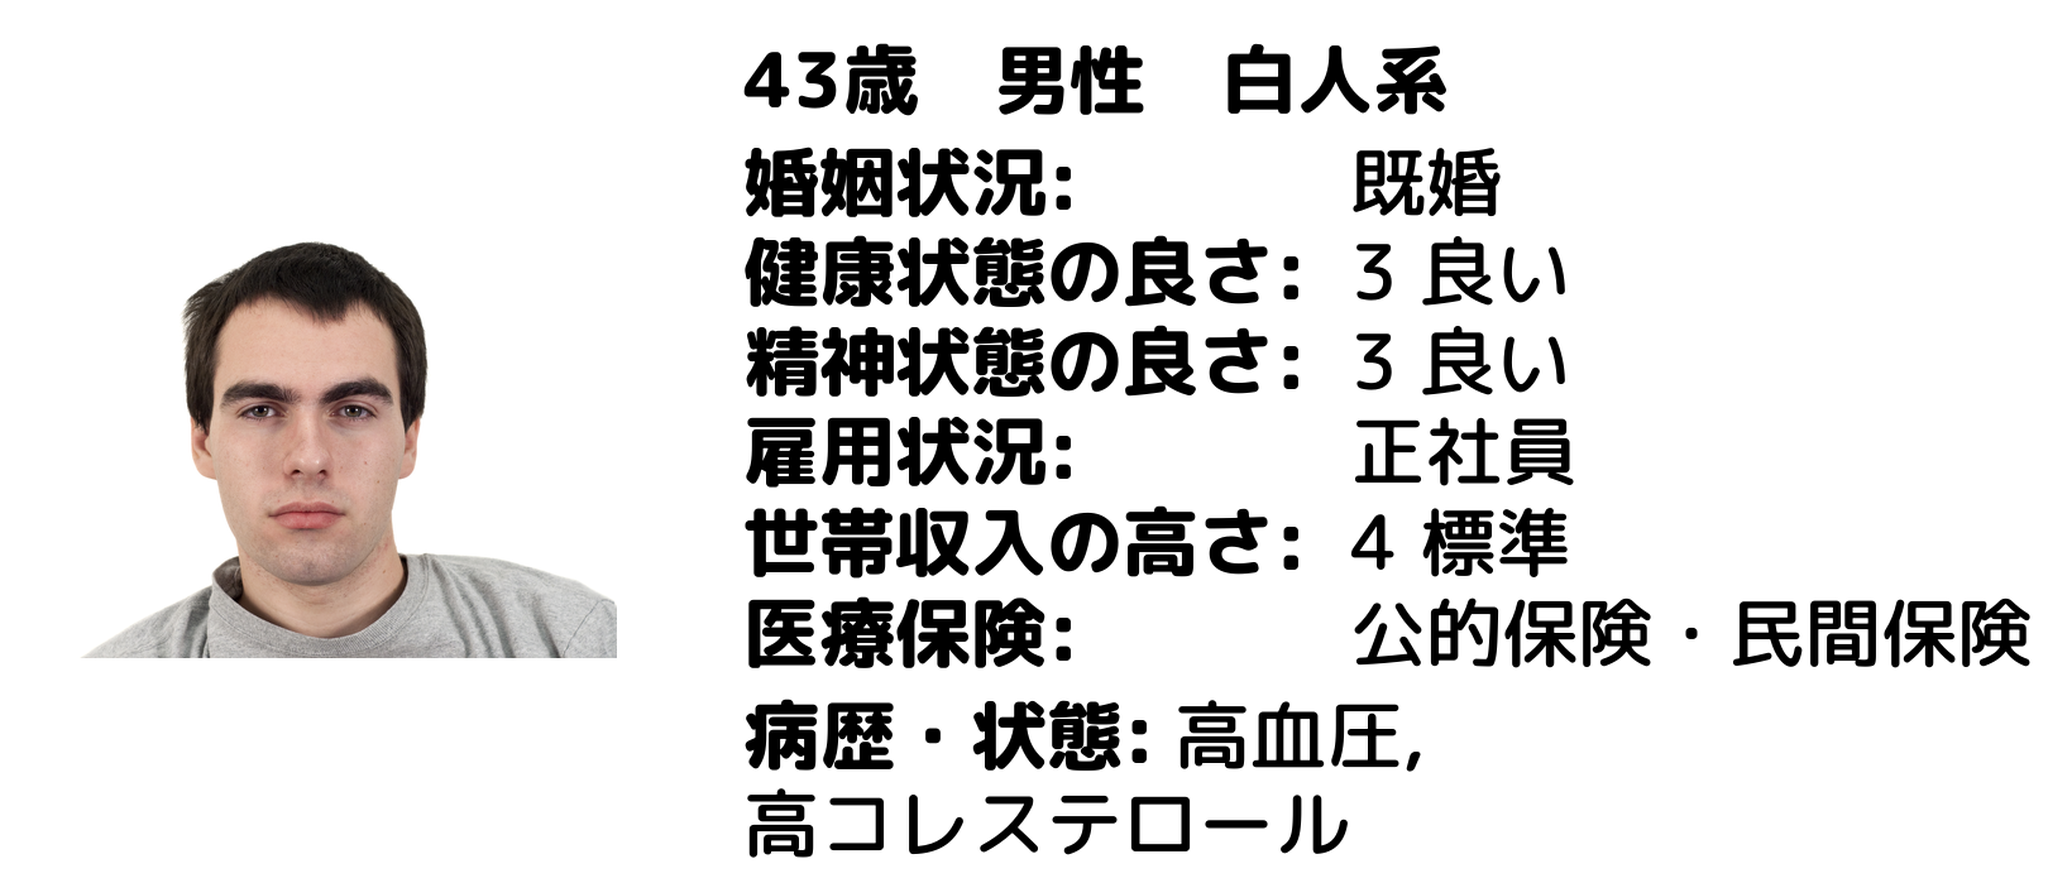 43歳　男性　白人系
婚姻状況: 既婚
健康状態の良さ: 3 良い
精神状態の良さ: 3 良い
雇用状況: 正社員
世帯収入の高さ: 4 標準
医療保険: 公的保険・民間保険
病歴・状態: 高血圧,
高コレステロール